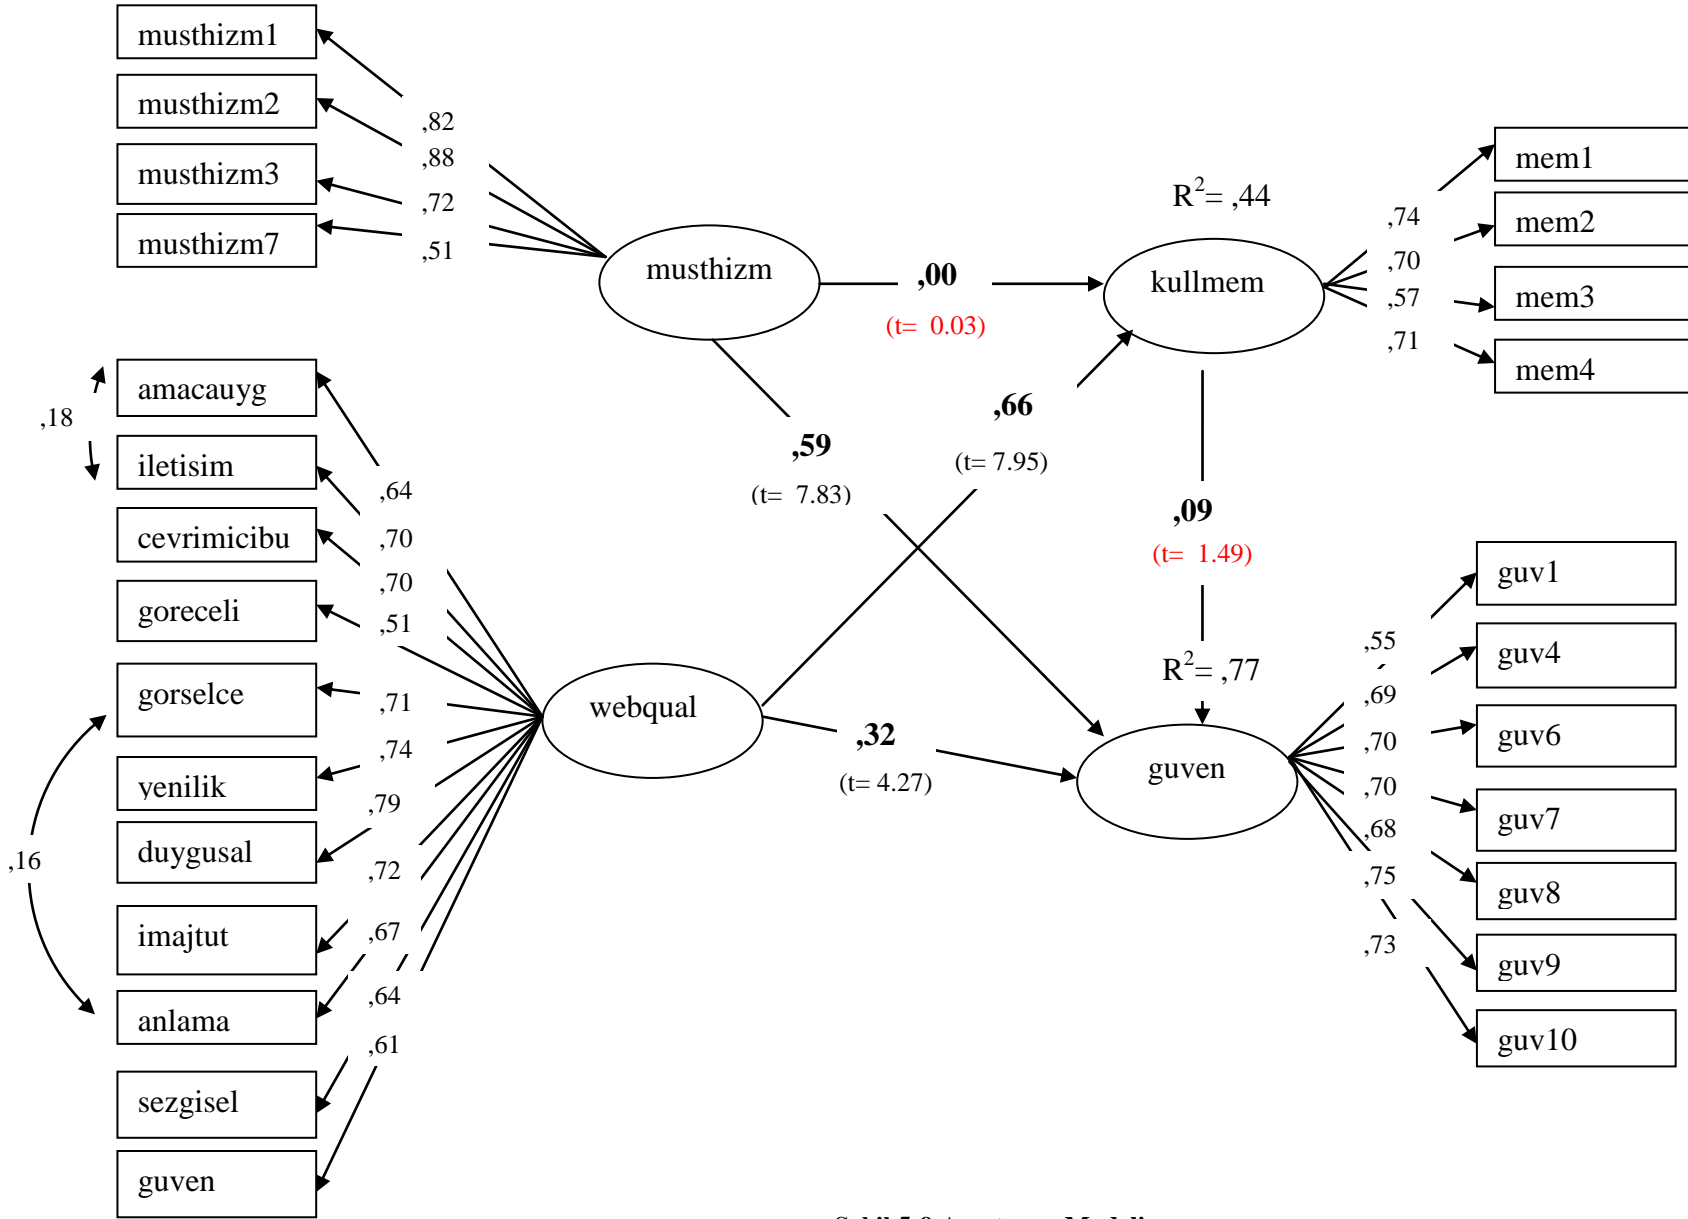 musthizm1
musthizm2
musthizm3
musthizm7
,82
,88
,72
,51
musthizm
,00
(t= 0.03)
R²= ,44
kullmem
,74
,70
,57
,71
mem1
mem2
mem3
mem4
,59
(t= 7.83)
,66
(t= 7.95)
,09
(t= 1.49)
,18
amacauyg
iletisim
cevrimicibu
goreceli
gorselce
yenilik
duygusal
imajtut
anlama
sezgisel
guven
,16
,64
,70
,70
,51
,71
,74
,79
,72
,67
,64
,61
webqual
,32
(t= 4.27)
R²= ,77
guven
,55
,69
,70
,70
,68
,75
,73
guv1
guv4
guv6
guv7
guv8
guv9
guv10